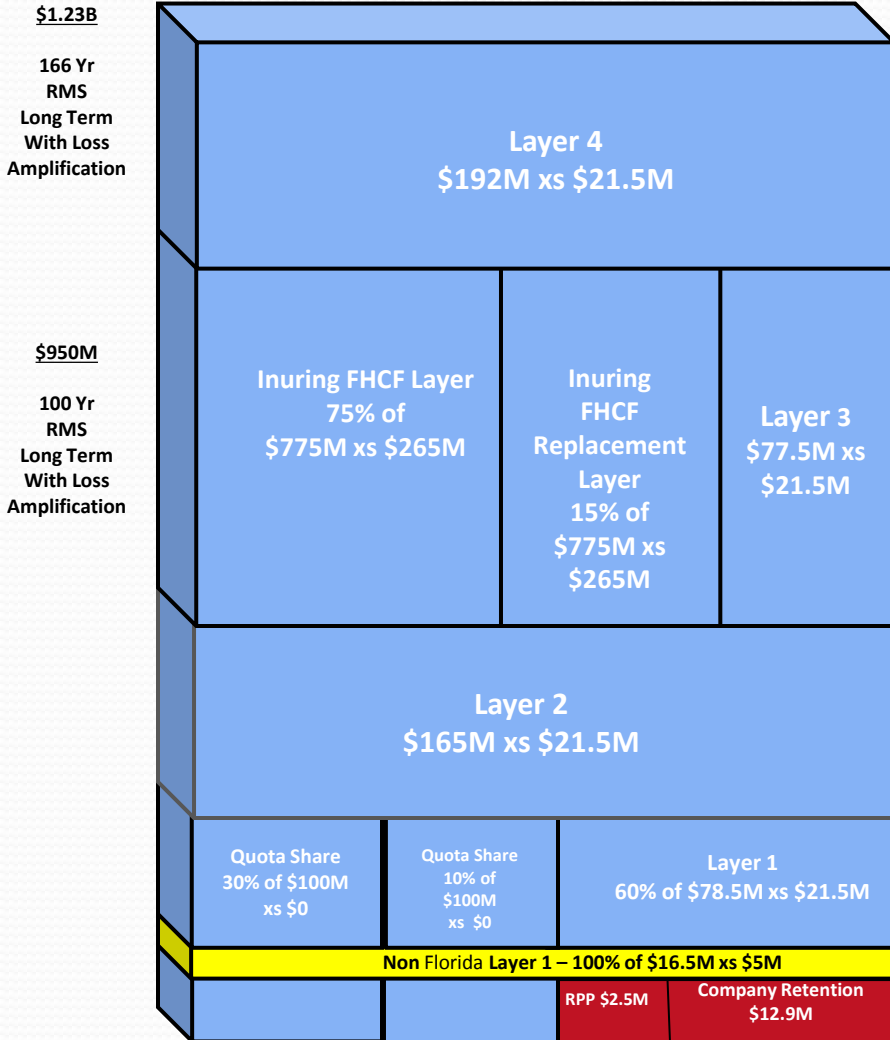 $1.23B
166 Yr
RMS
Long Term
With Loss
Amplification
Layer 4
$192M xs $21.5M
$950M
100 Yr
RMS
Long Term
With Loss
Amplification
Inuring FHCF Layer
75% of
$775M xs $265M
Inuring
FHCF
Replacement
Layer
15% of
$775M xs
$265M
Layer 3
$77.5M xs
$21.5M
Layer 2
$165M xs $21.5M
Quota Share
30% of $100M
xs $0
Quota Share
10% of
$100M
xs $0
Layer 1
60% of $78.5M xs $21.5M
Non Florida Layer 1 – 100% of $16.5M xs $5M
RPP $2.5M
Company Retention
$12.9M